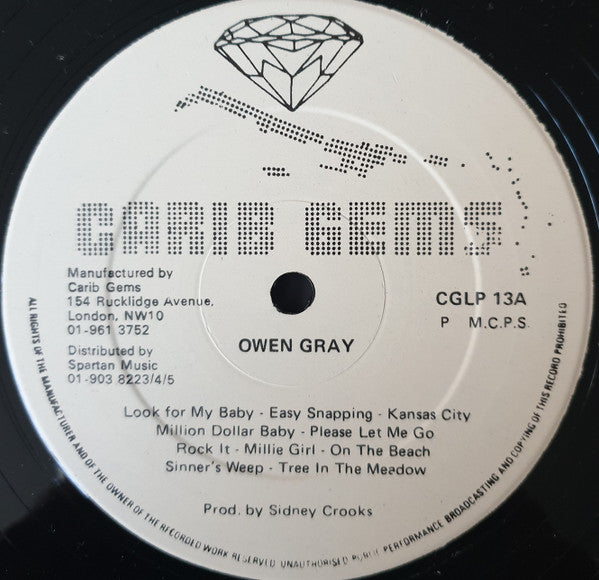 CARIB GEMS
Manufactured by
Carib Gems
154 Rucklidge Avenue,
London, NW10
01-961 3752
Distributed by
Spartan Music
01-903 8223/4/5
CGLP 13A
P M.C.P.S.
OWEN GRAY
Look for My Baby - Easy Snapping - Kansas City
Million Dollar Baby - Please Let Me Go
Rock It - Millie Girl - On The Beach
Sinner's Weep - Tree In The Meadow
Prod. by Sidney Crooks
ALL RIGHTS OF THE MANUFACTURER AND OF THE OWNER OF THE RECORDED WORK RESERVED UNAUTHORISED PUBLIC PERFORMANCE BROADCASTING AND COPYING OF THIS RECORD PROHIBITED